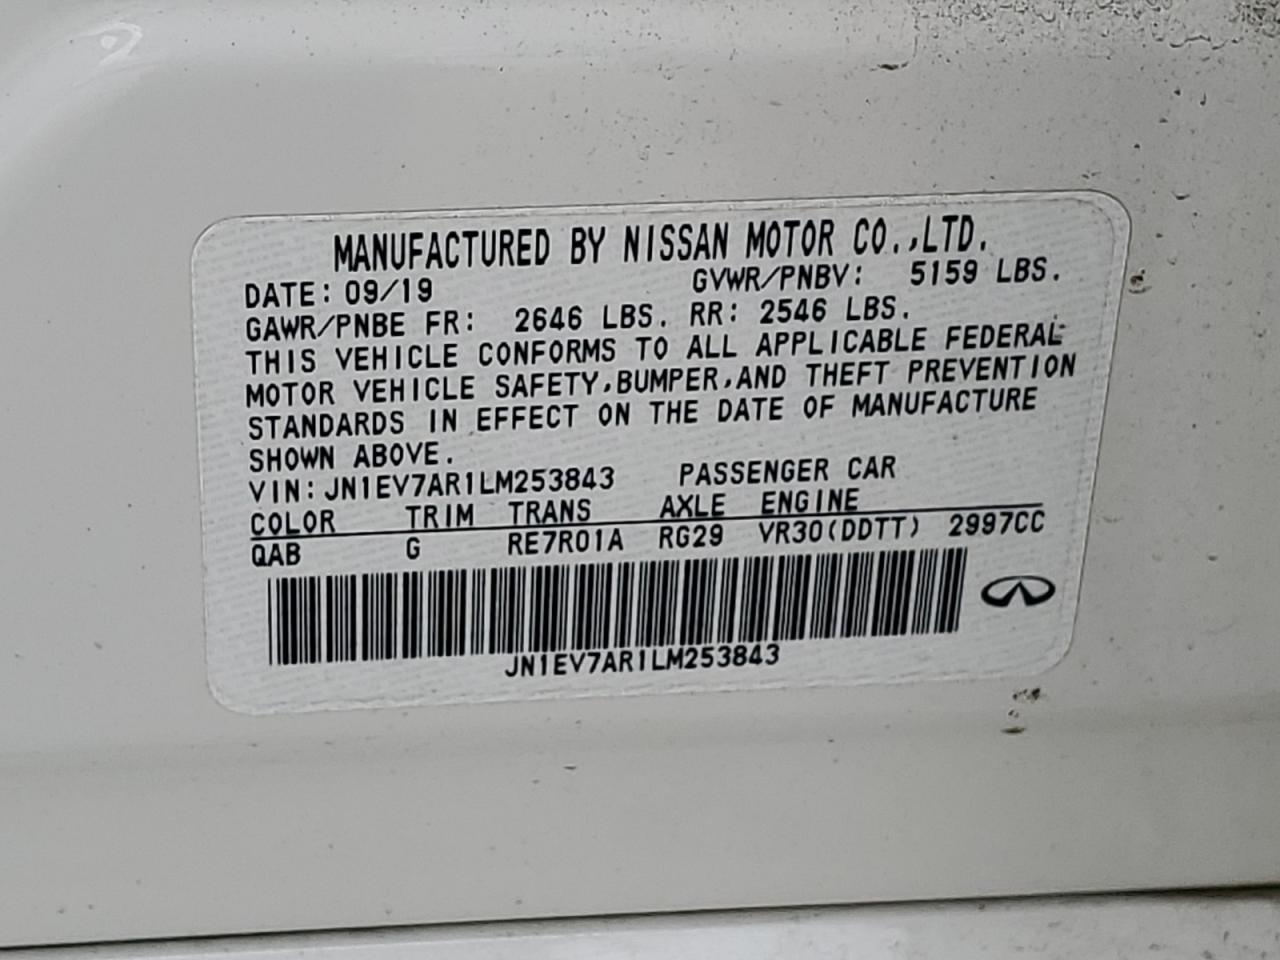 MANUFACTURED BY NISSAN MOTOR CO.,LTD.
DATE: 09/19 GVWR/PNBV: 5159 LBS.
GAWR/PNBE FR: 2646 LBS. RR: 2546 LBS.
THIS VEHICLE CONFORMS TO ALL APPLICABLE FEDERAL
MOTOR VEHICLE SAFETY,BUMPER,AND THEFT PREVENTION
STANDARDS IN EFFECT ON THE DATE OF MANUFACTURE
SHOWN ABOVE.
VIN: JN1EV7AR1LM253843 PASSENGER CAR
COLOR TRIM TRANS AXLE ENGINE
QAB G RE7R01A RG29 VR30(DDTT) 2997CC
JN1EV7AR1LM253843